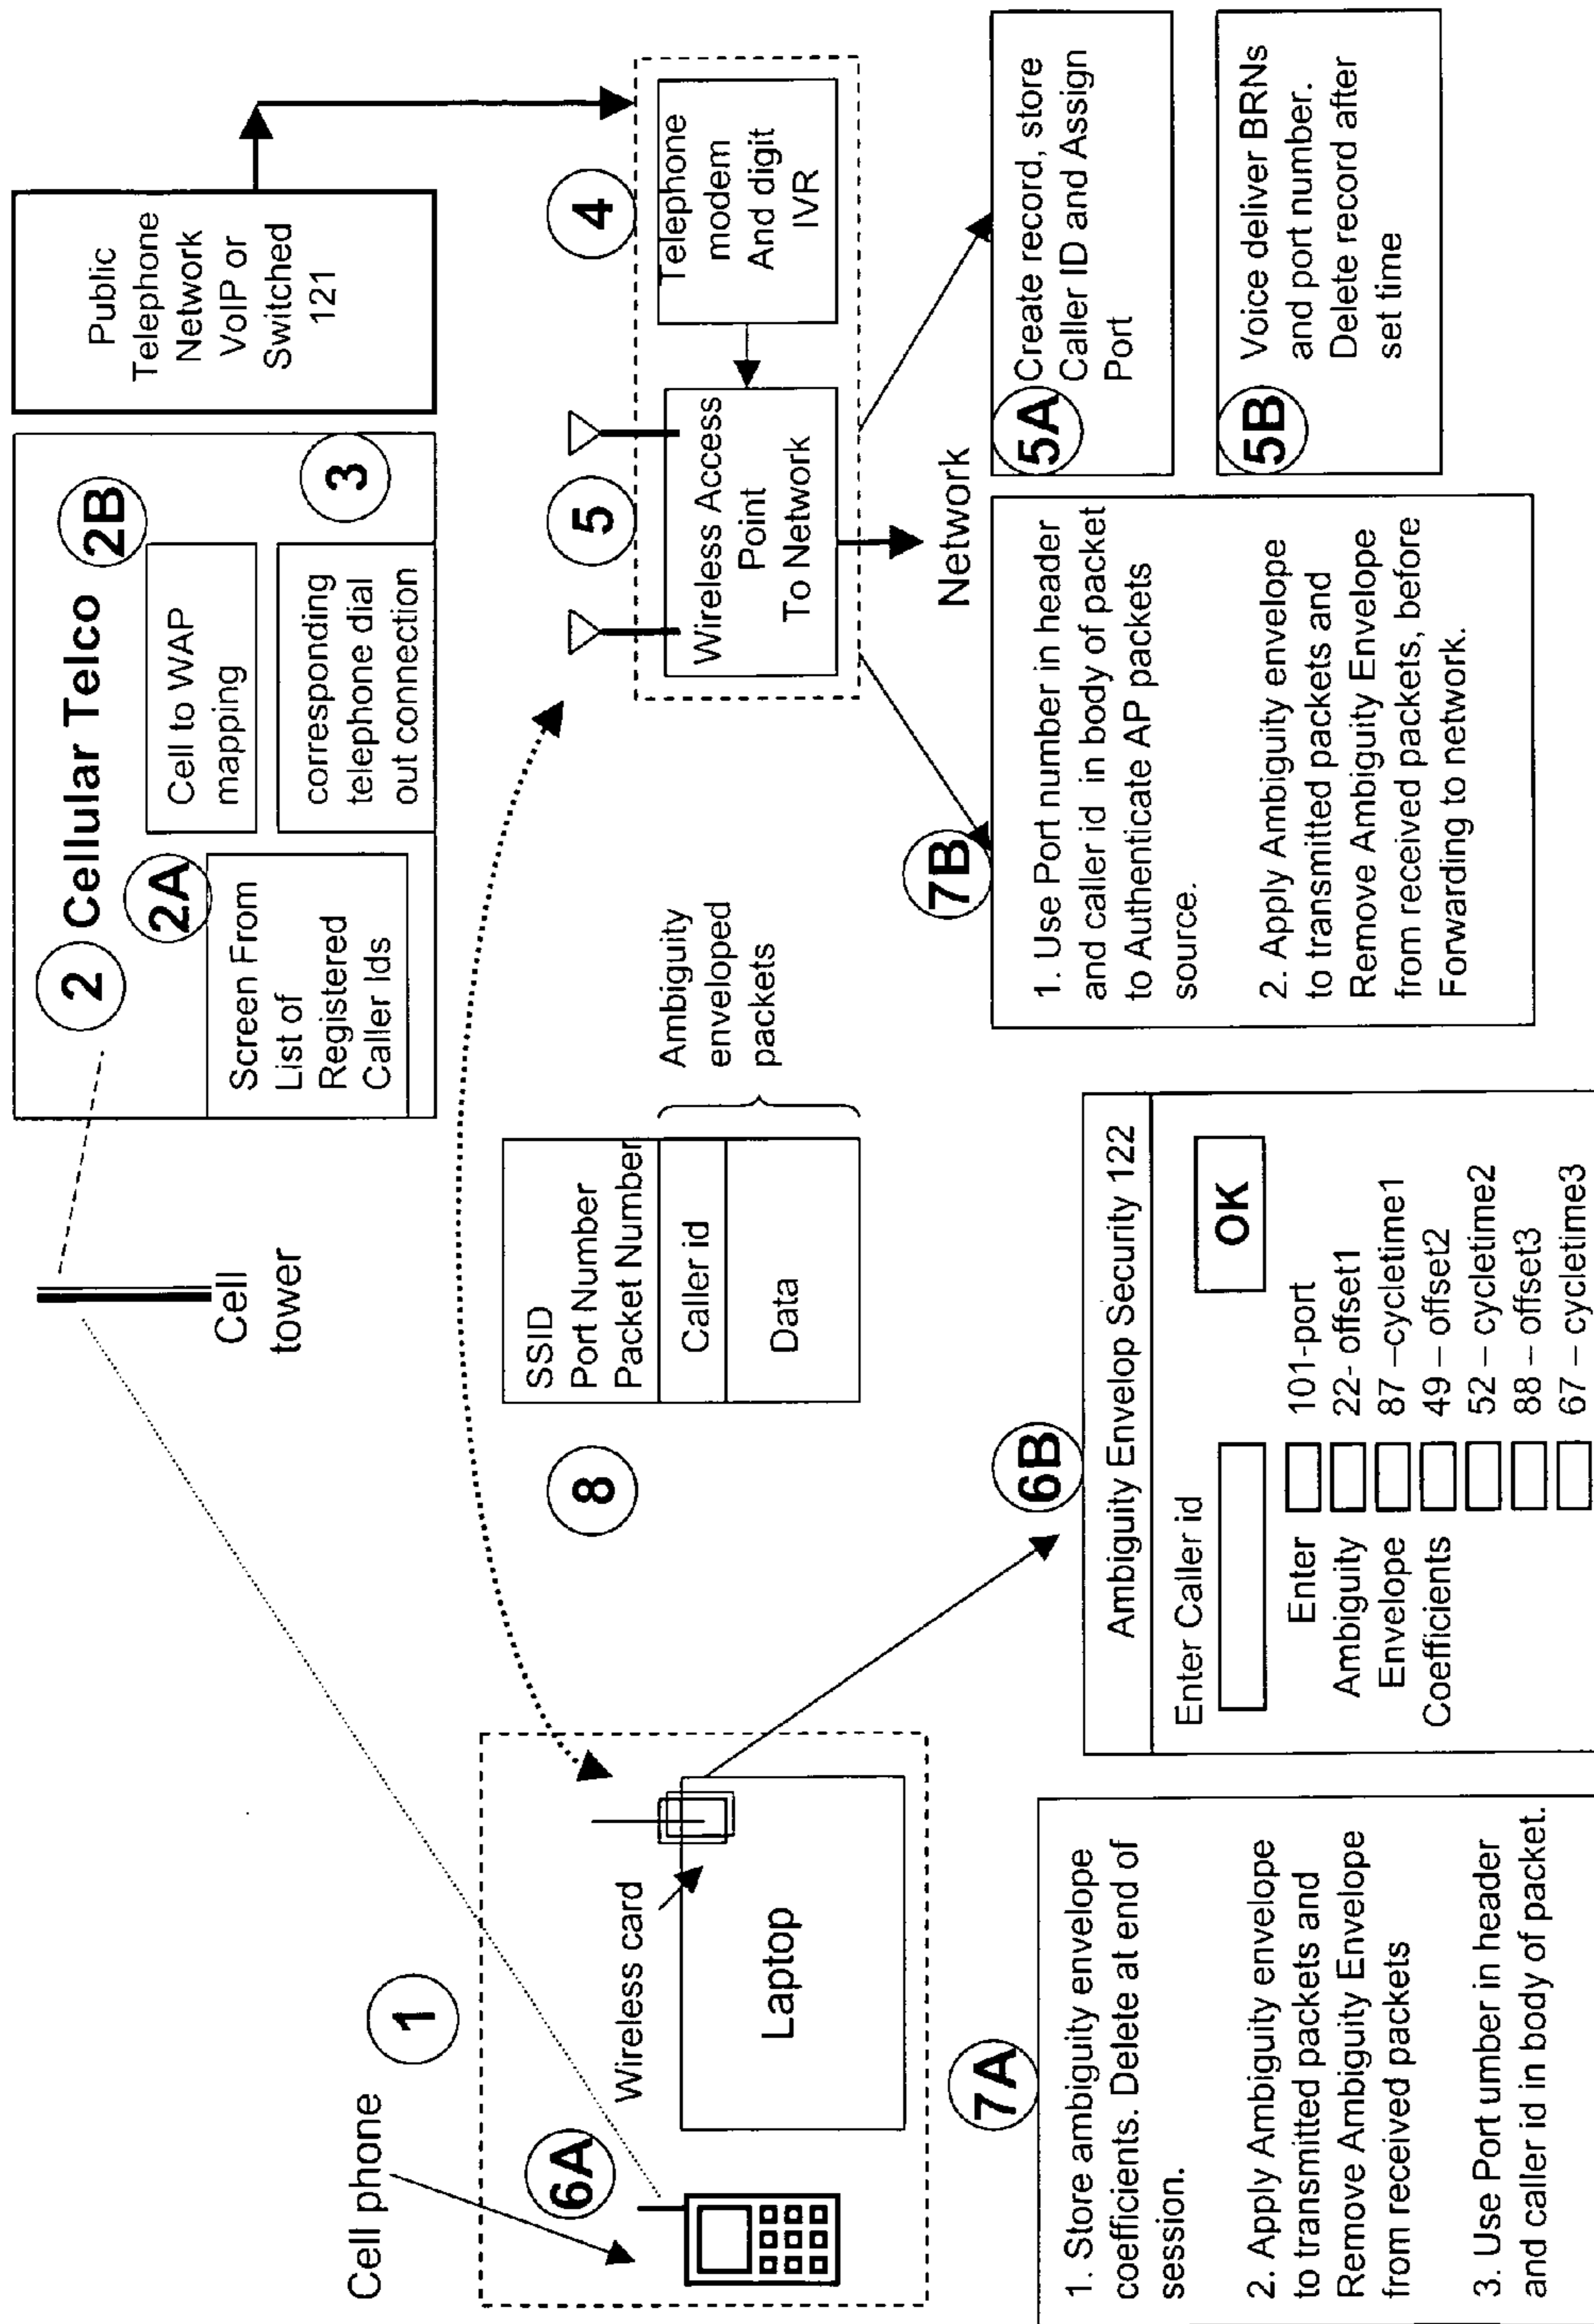 Cell phone
1
6A
Wireless card
Laptop
Cell
tower
2
Cellular Telco
2A
2B
Screen From
List of
Registered
Caller Ids
Cell to WAP
mapping
3
corresponding
telephone dial
out connection
Public
Telephone
Network
VoIP or
Switched
121
8
SSID
Port Number
Packet Number
Caller id
Data
Ambiguity
enveloped
packets
5
Wireless Access
Point
To Network
4
Telephone
modem
And digit
IVR
Network
5A
Create record, store
Caller ID and Assign
Port
5B
Voice deliver BRNs
and port number.
Delete record after
set time
7A
1. Store ambiguity envelope
coefficients. Delete at end of
session.
2. Apply Ambiguity envelope
to transmitted packets and
Remove Ambiguity Envelope
from received packets
3. Use Port umber in header
and caller id in body of packet.
6B
Ambiguity Envelop Security 122
Enter Caller id
OK
Enter 101-port
Ambiguity 22- offset1
Envelope 87 –cycletime1
Coefficients 49 – offset2
52 – cycletime2
88 – offset3
67 – cycletime3
7B
1. Use Port number in header
and caller id in body of packet
to Authenticate AP packets
source.
2. Apply Ambiguity envelope
to transmitted packets and
Remove Ambiguity Envelope
from received packets, before
Forwarding to network.